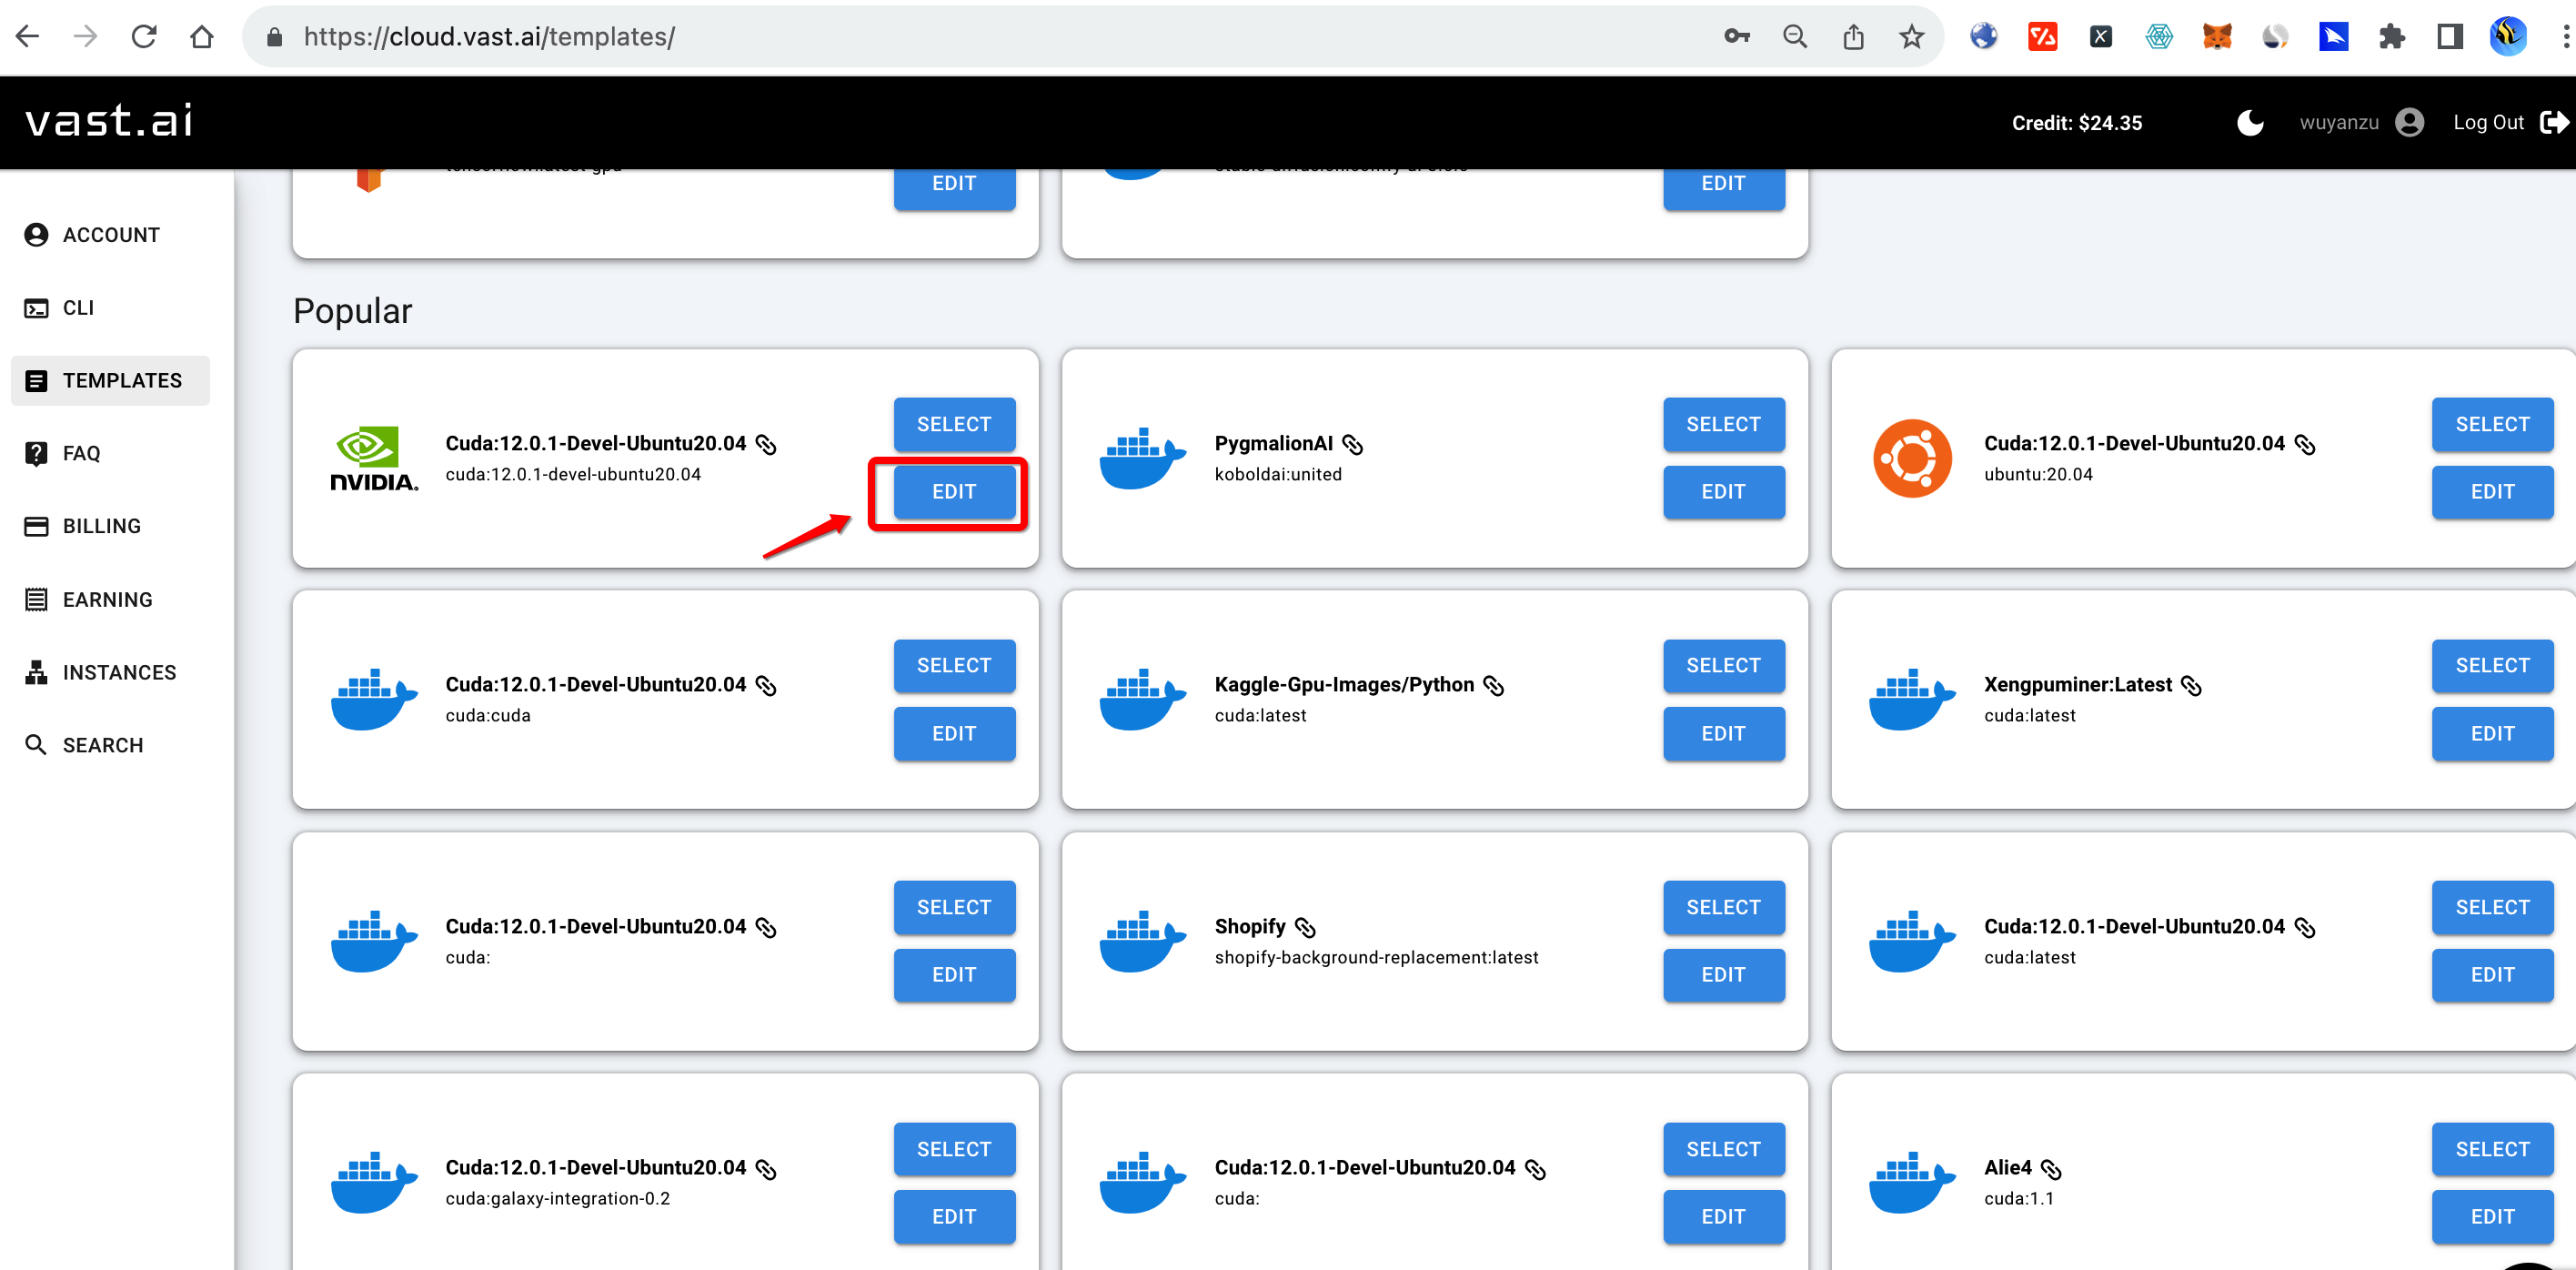 https://cloud.vast.ai/templates/
vast.ai
Credit: $24.35
wuyanzu
Log Out
ACCOUNT
CLI
TEMPLATES
FAQ
BILLING
EARNING
INSTANCES
SEARCH
EDIT
EDIT
Popular
NVIDIA.
Cuda:12.0.1-Devel-Ubuntu20.04
cuda:12.0.1-devel-ubuntu20.04
SELECT
EDIT
PygmalionAI
koboldai:united
SELECT
EDIT
Cuda:12.0.1-Devel-Ubuntu20.04
ubuntu:20.04
SELECT
EDIT
Cuda:12.0.1-Devel-Ubuntu20.04
cuda:cuda
SELECT
EDIT
Kaggle-Gpu-Images/Python
cuda:latest
SELECT
EDIT
Xengpuminer:Latest
cuda:latest
SELECT
EDIT
Cuda:12.0.1-Devel-Ubuntu20.04
cuda:
SELECT
EDIT
Shopify
shopify-background-replacement:latest
SELECT
EDIT
Cuda:12.0.1-Devel-Ubuntu20.04
cuda:latest
SELECT
EDIT
Cuda:12.0.1-Devel-Ubuntu20.04
cuda:galaxy-integration-0.2
SELECT
EDIT
Cuda:12.0.1-Devel-Ubuntu20.04
cuda:
SELECT
EDIT
Alie4
cuda:1.1
SELECT
EDIT